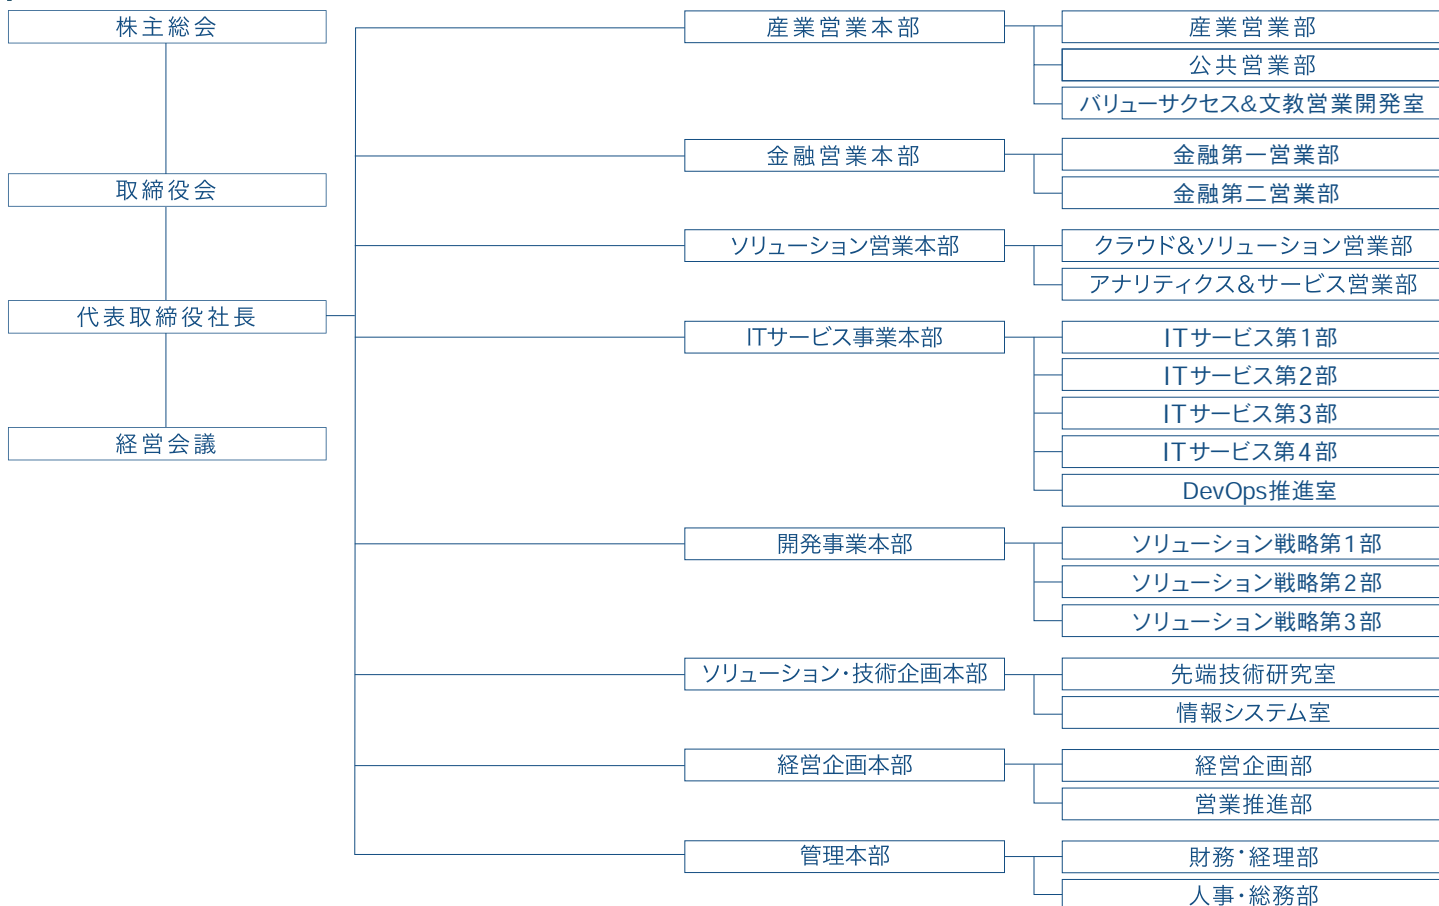 株主総会
取締役会
代表取締役社長
経営会議
産業営業本部
産業営業部
公共営業部
バリューサクセス&文教営業開発室
金融営業本部
金融第一営業部
金融第二営業部
ソリューション営業本部
クラウド&ソリューション営業部
アナリティクス&サービス営業部
ITサービス事業本部
ITサービス第1部
ITサービス第2部
ITサービス第3部
ITサービス第4部
DevOps推進室
開発事業本部
ソリューション戦略第1部
ソリューション戦略第2部
ソリューション戦略第3部
ソリューション・技術企画本部
先端技術研究室
情報システム室
経営企画本部
経営企画部
営業推進部
管理本部
財務・経理部
人事・総務部